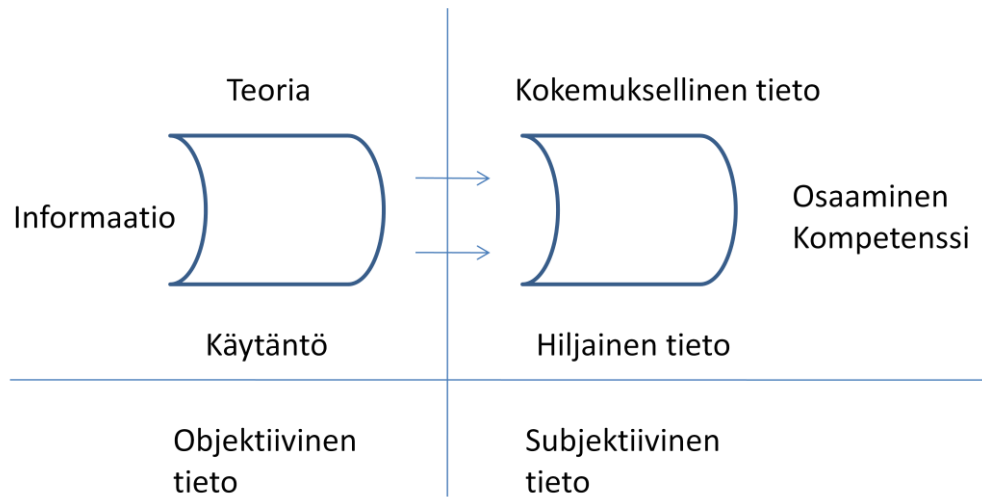 Teoria
Kokemuksellinen tieto
Informaatio
Osaaminen
Kompetenssi
Käytäntö
Hiljainen tieto
Objektiivinen
tieto
Subjektiivinen
tieto